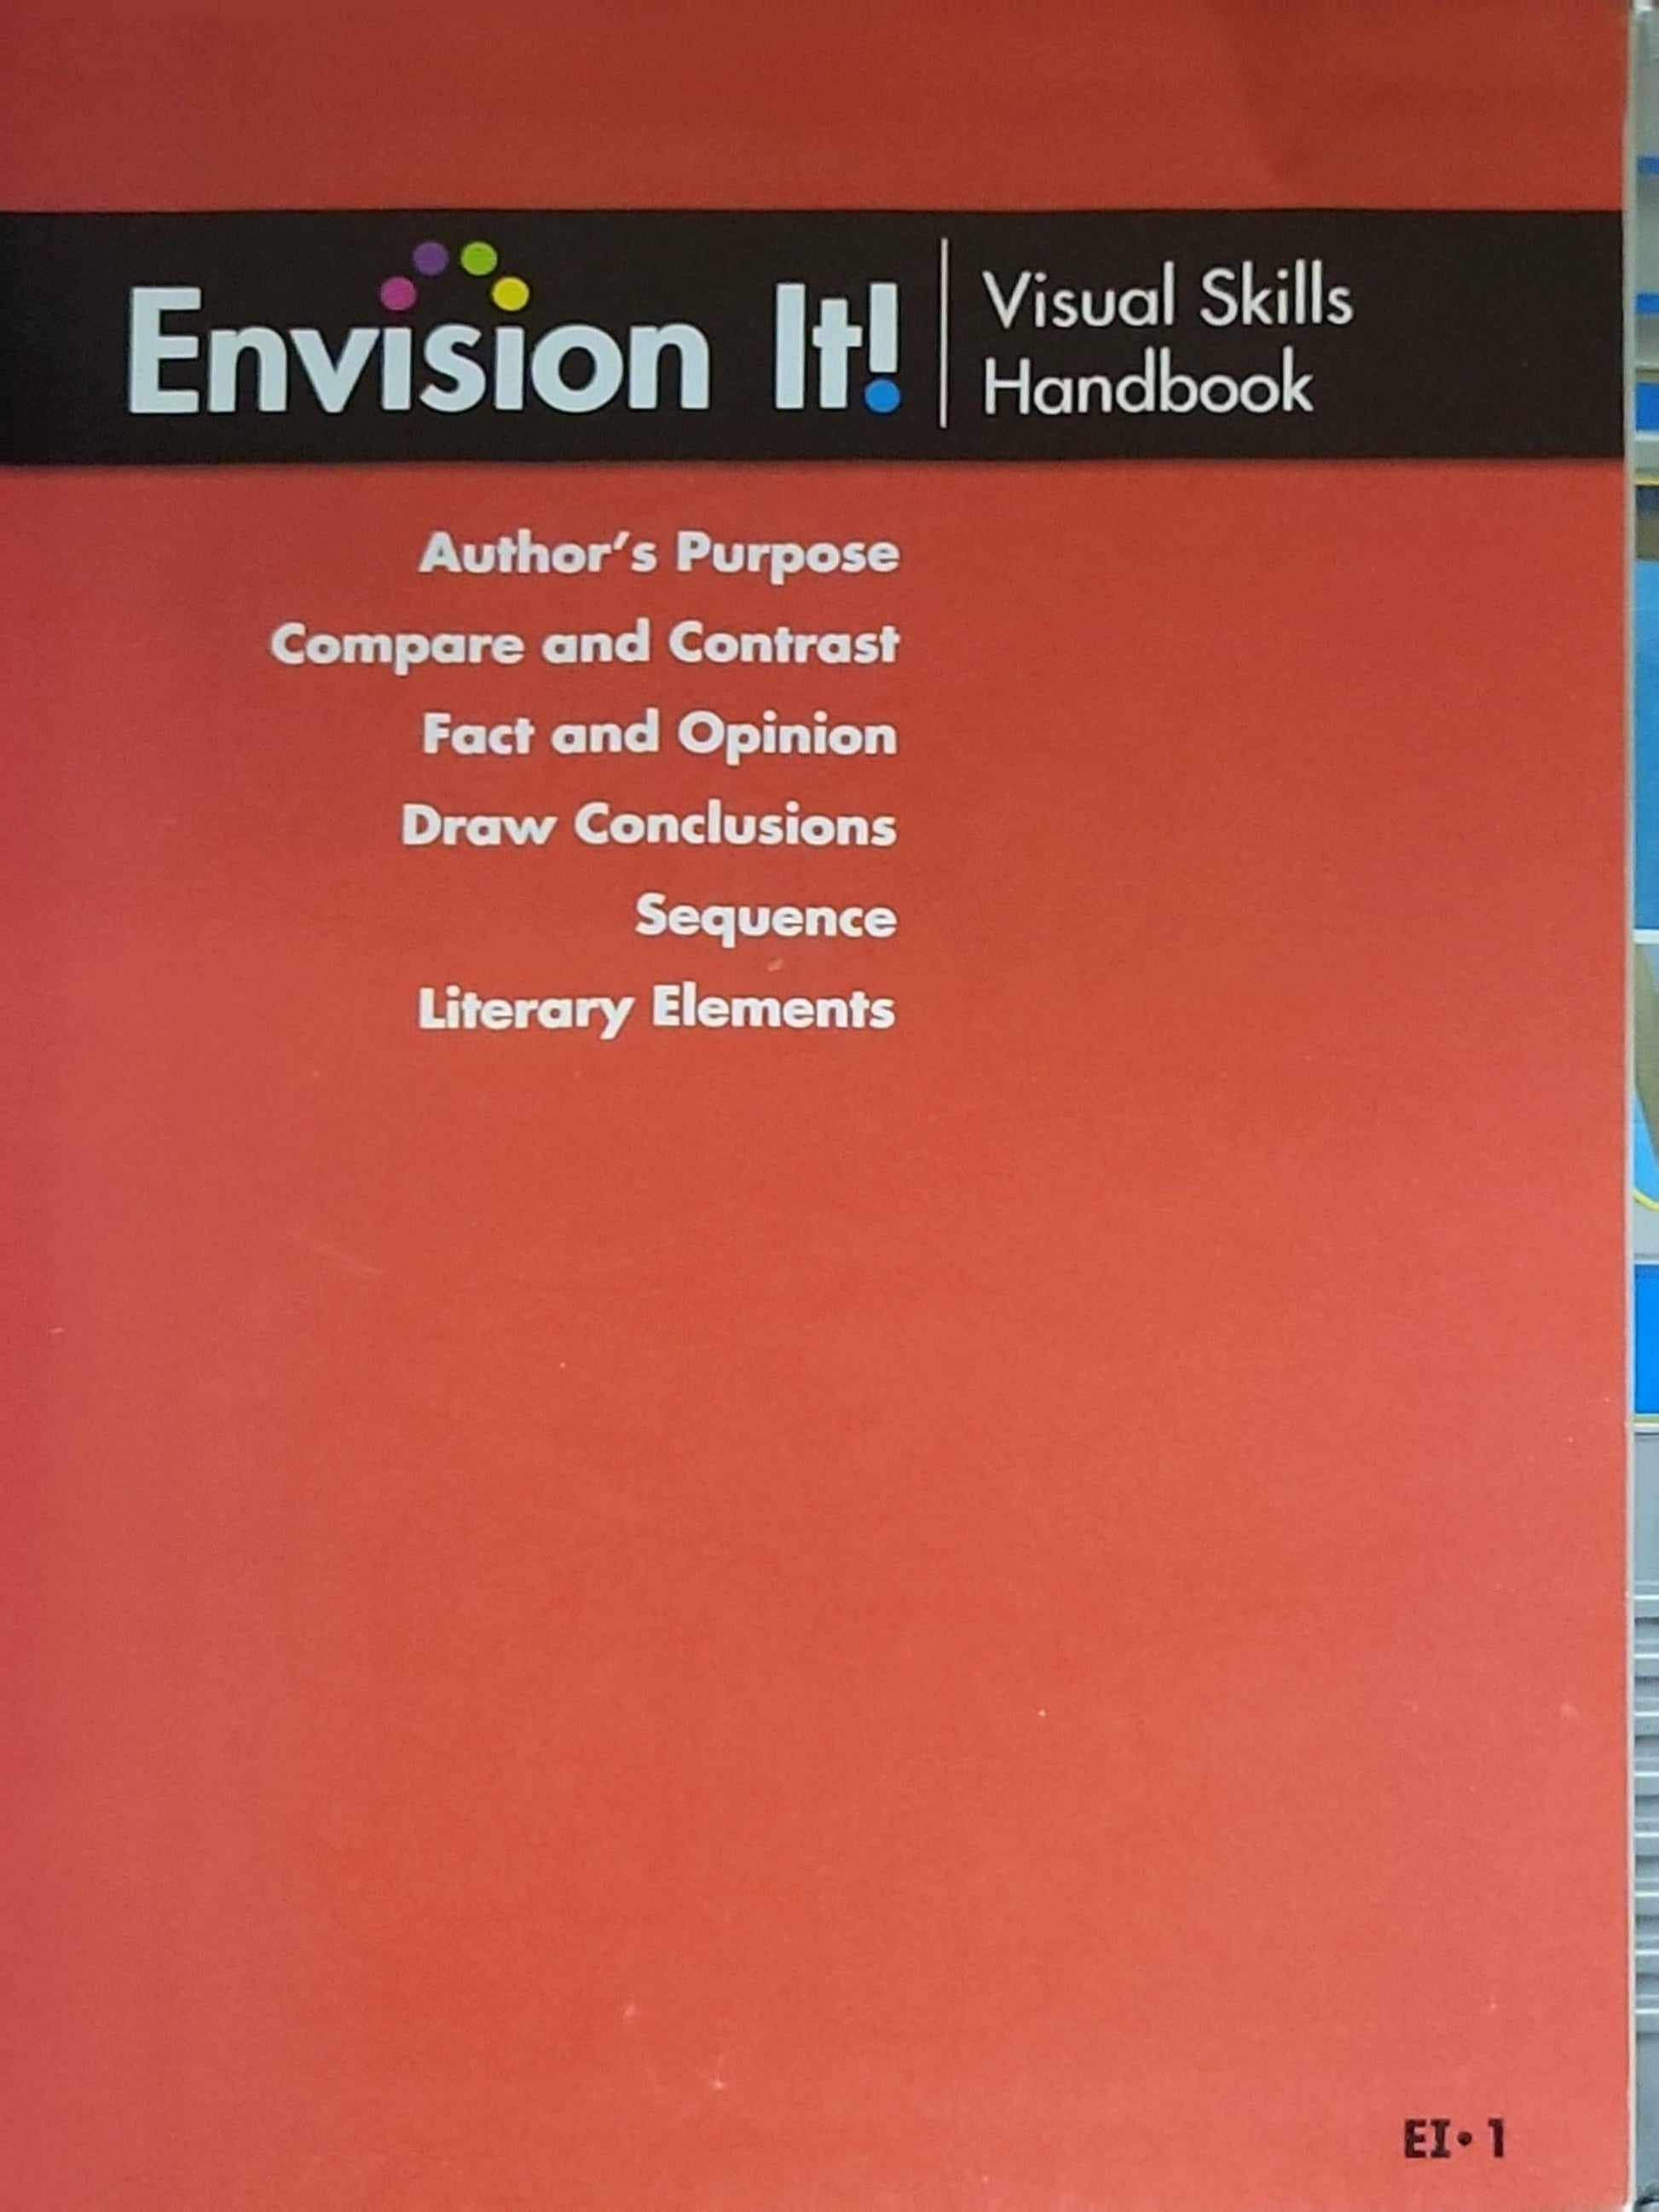 Envision It!
Visual Skills
Handbook
Author's Purpose
Compare and Contrast
Fact and Opinion
Draw Conclusions
Sequence
Literary Elements
EI• 1